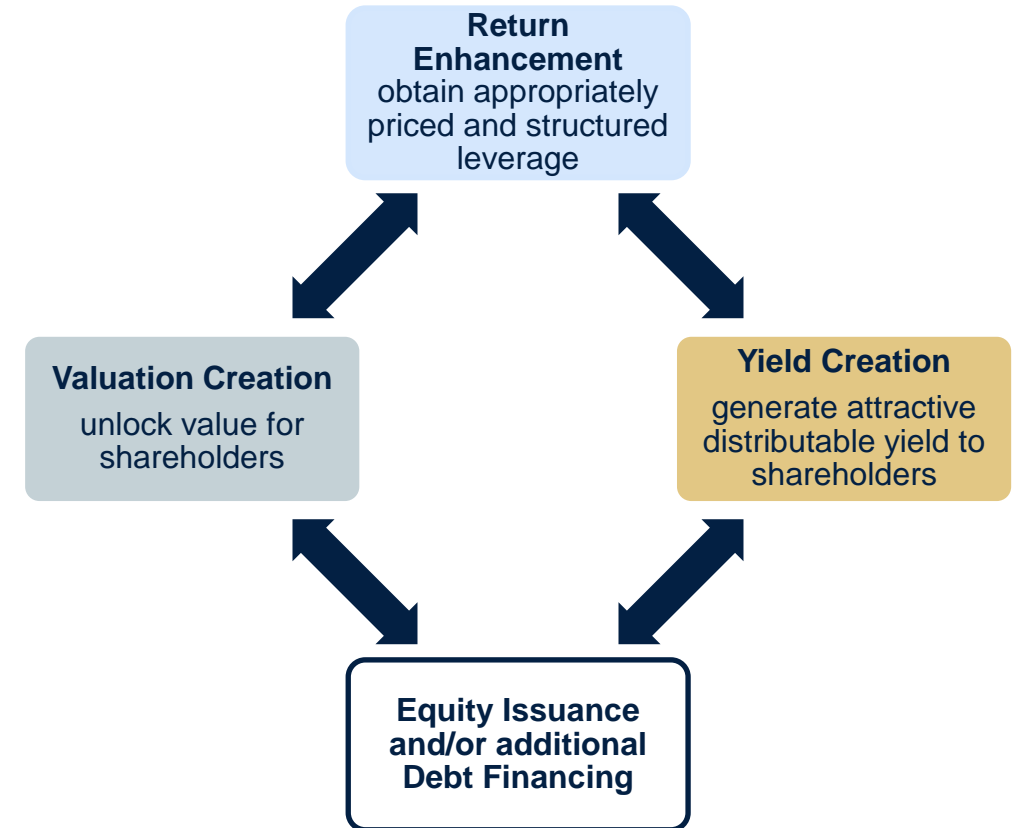 Return
Enhancement
obtain appropriately
priced and structured
leverage
Valuation Creation
unlock value for
shareholders
Yield Creation
generate attractive
distributable yield to
shareholders
Equity Issuance
and/or additional
Debt Financing